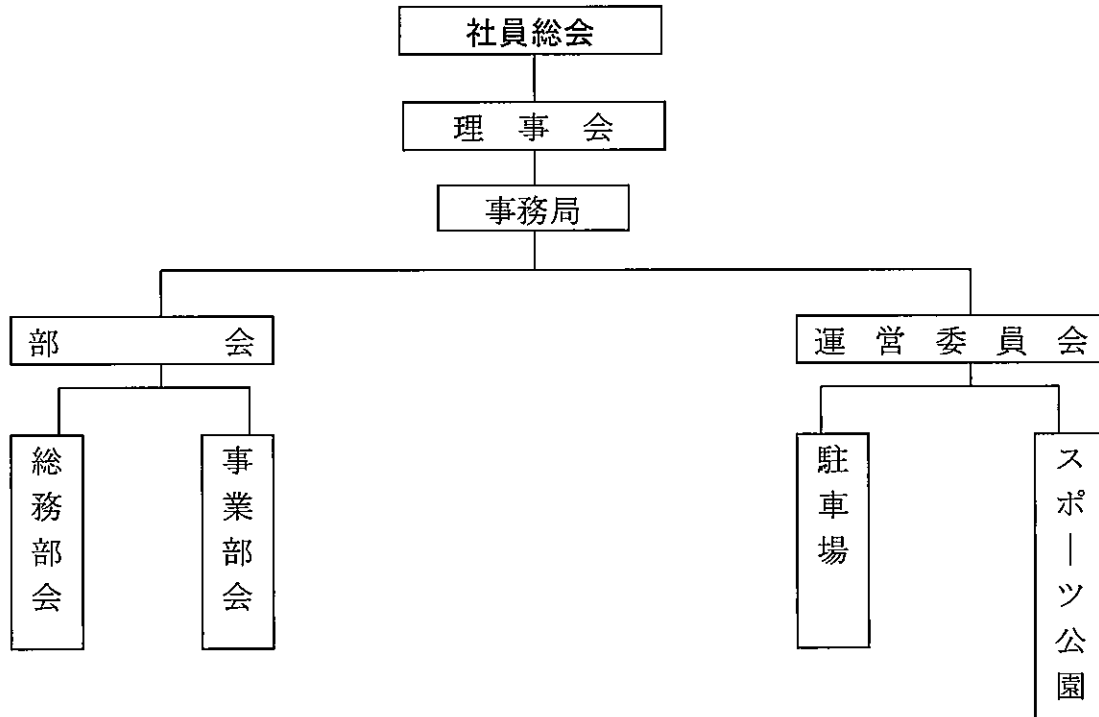 社員総会
理事会
事務局
部会
運営委員会
総務部会
事業部会
駐車場
スポーツ公園